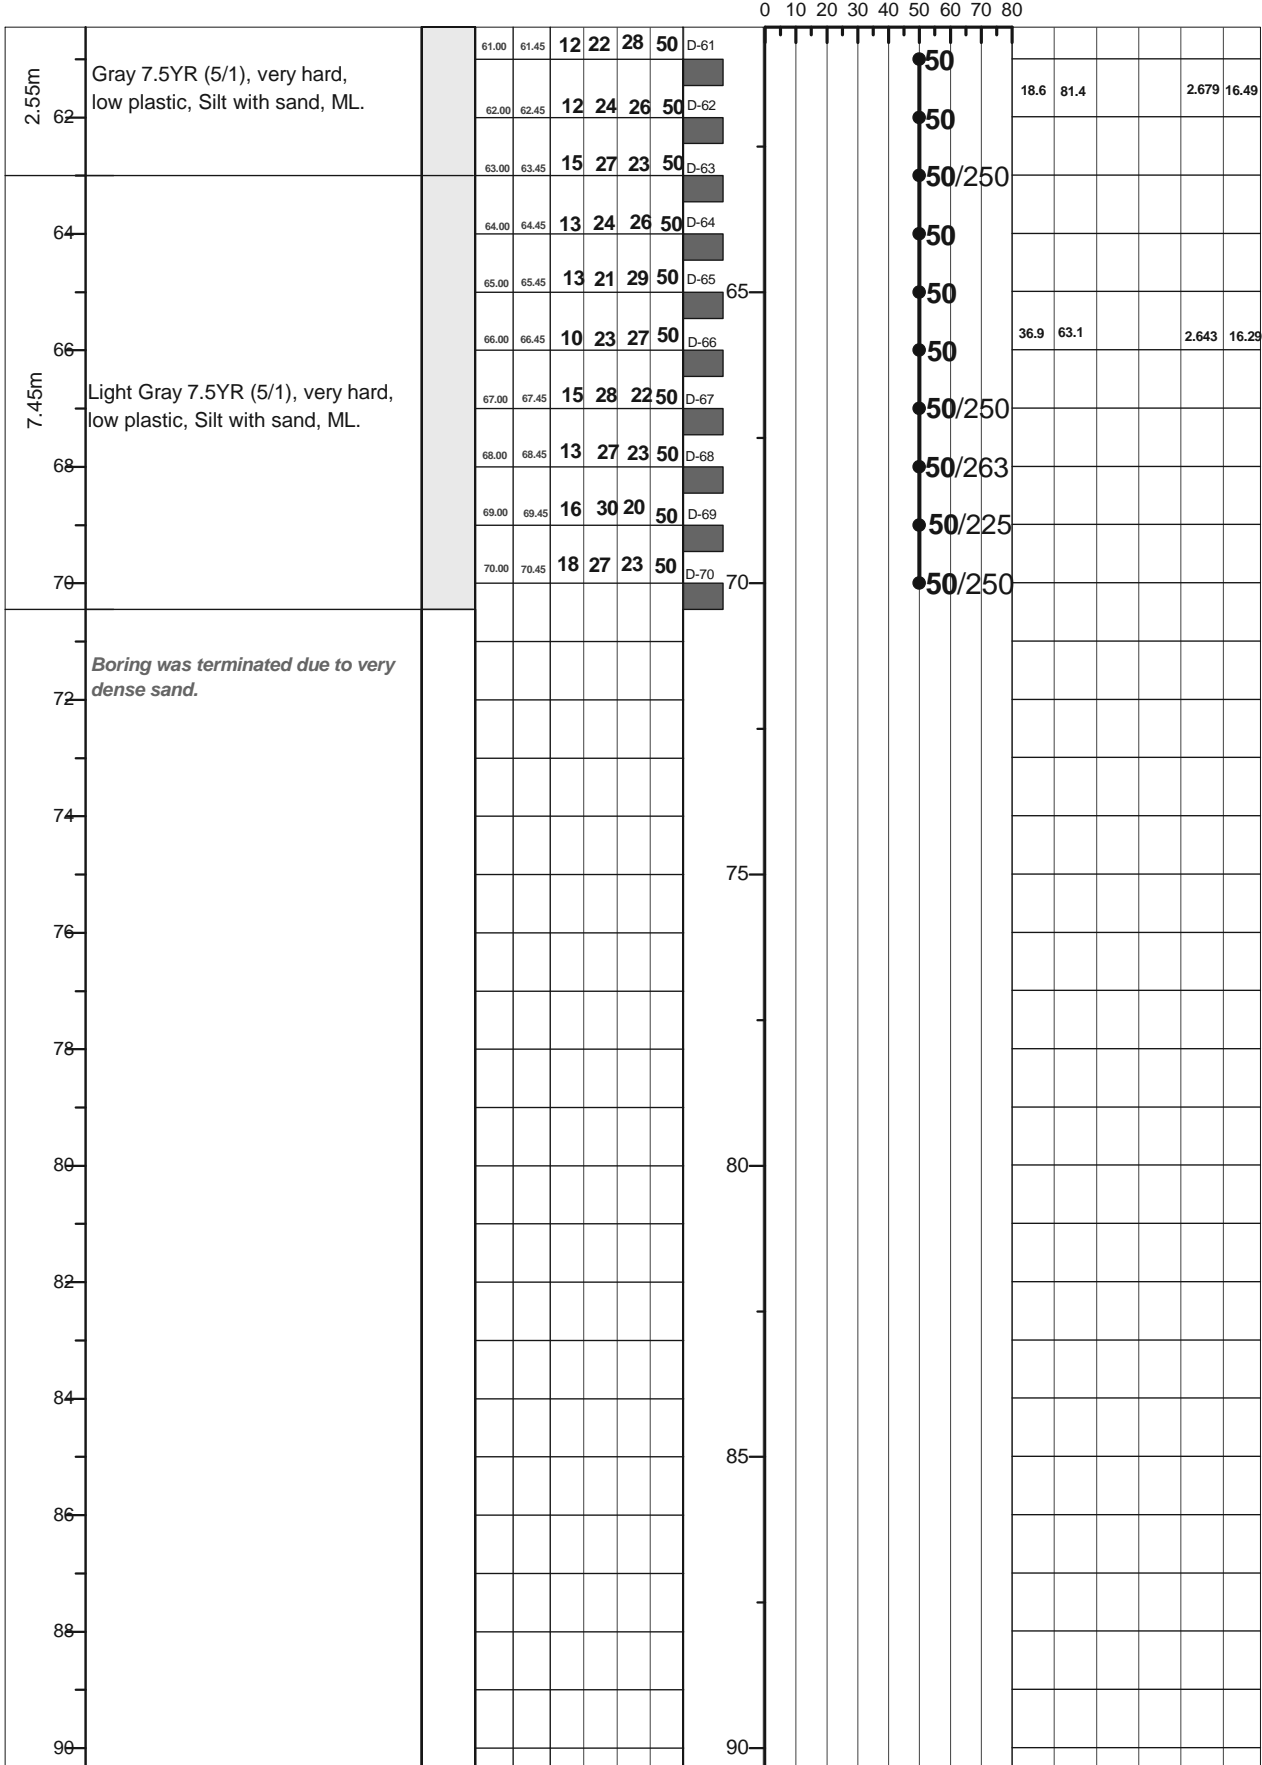 0 10 20 30 40 50 60 70 80
2.55m
Gray 7.5YR (5/1), very hard,
low plastic, Silt with sand, ML.
61.00 61.45 12 22 28 50 D-61
50
18.6 81.4 2.679 16.49
62
62.00 62.45 12 24 26 50 D-62
50
63.00 63.45 15 27 23 50 D-63
50/250
64
64.00 64.45 13 24 26 50 D-64
50
65.00 65.45 13 21 29 50 D-65
65
50
66
66.00 66.45 10 23 27 50 D-66
50
36.9 63.1 2.643 16.29
7.45m
Light Gray 7.5YR (5/1), very hard,
low plastic, Silt with sand, ML.
67.00 67.45 15 28 22 50 D-67
50/250
68
68.00 68.45 13 27 23 50 D-68
50/263
69.00 69.45 16 30 20 50 D-69
50/225
70
70.00 70.45 18 27 23 50 D-70
70
50/250
Boring was terminated due to very
dense sand.
72
74
75
76
78
80
80
82
84
85
86
88
90
90